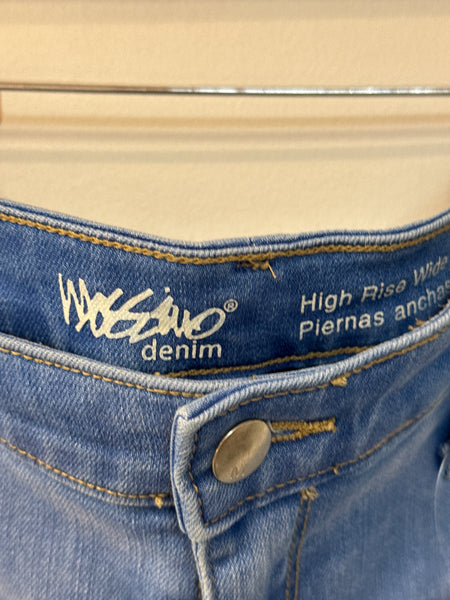 Mossimo®
denim
High Rise Wide
Piernas anchas